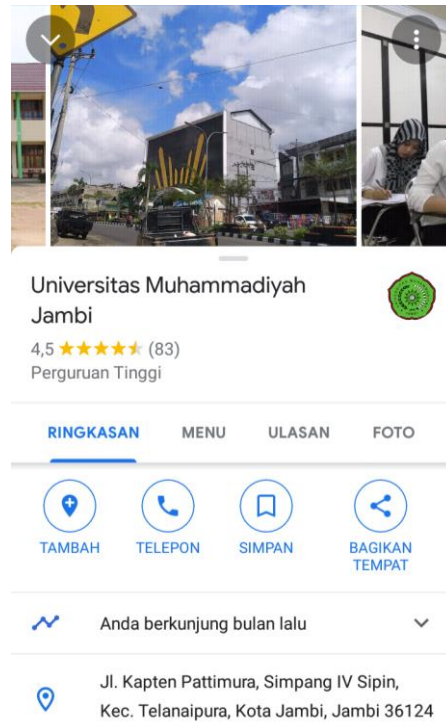 Universitas Muhammadiyah
Jambi
4,5 (83)
Perguruan Tinggi
RINGKASAN MENU ULASAN FOTO
TAMBAH TELEPON SIMPAN BAGIKAN
TEMPAT
Anda berkunjung bulan lalu
Jl. Kapten Pattimura, Simpang IV Sipin,
Kec. Telanaipura, Kota Jambi, Jambi 36124